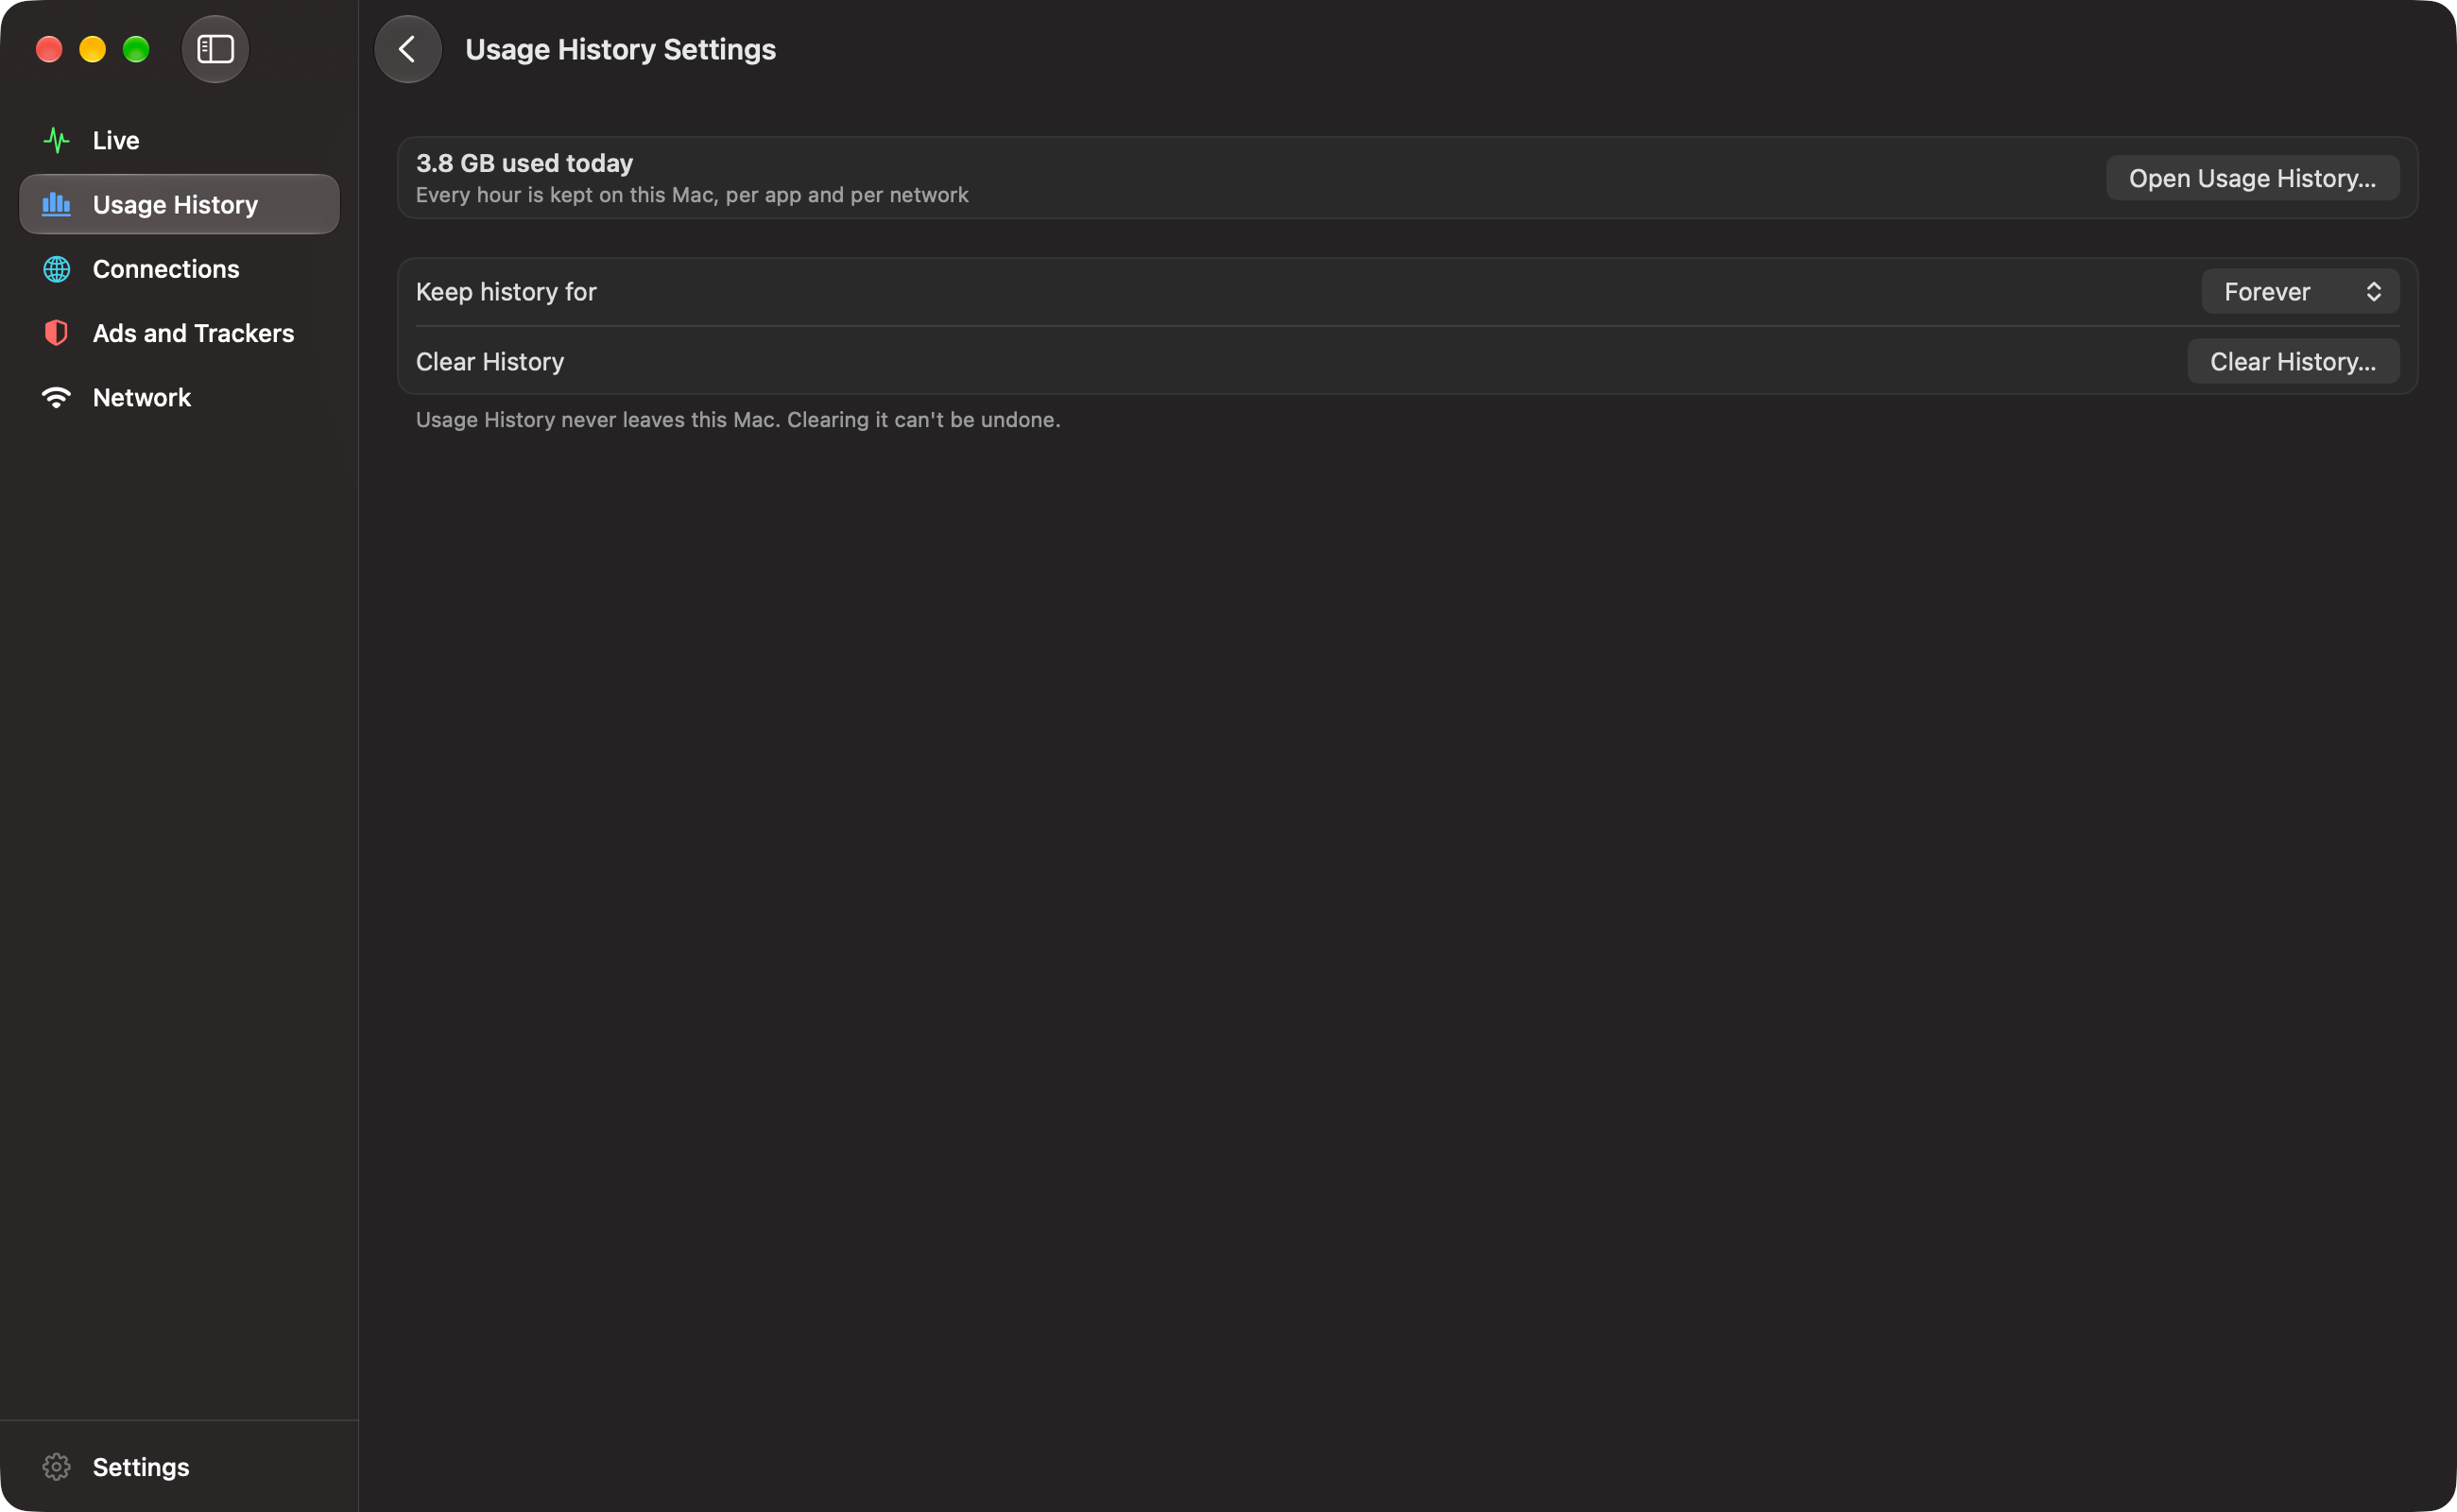 Usage History Settings
Live
Usage History
Connections
Ads and Trackers
Network
Settings
3.8 GB used today
Every hour is kept on this Mac, per app and per network
Open Usage History...
Keep history for
Forever
Clear History
Clear History...
Usage History never leaves this Mac. Clearing it can't be undone.